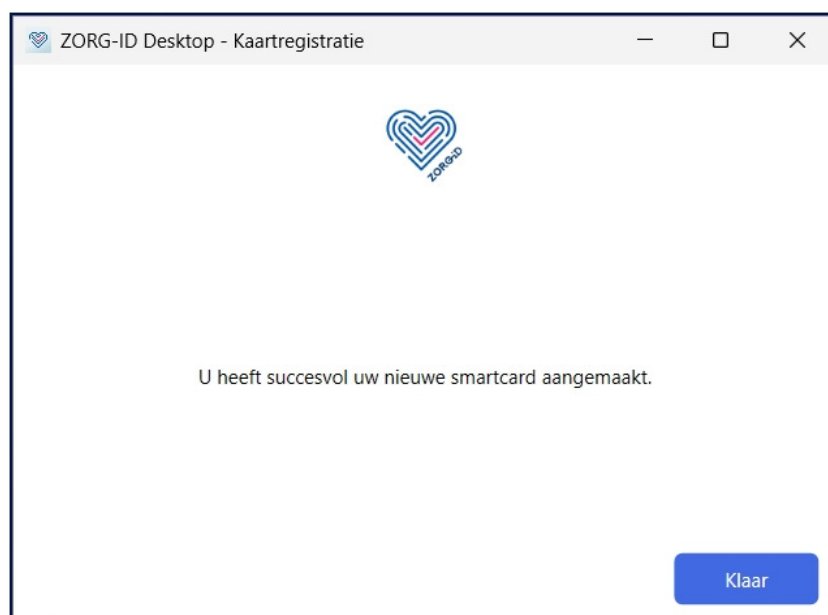 ZORG-ID Desktop - Kaartregistratie
ZORG-ID
U heeft succesvol uw nieuwe smartcard aangemaakt.
Klaar